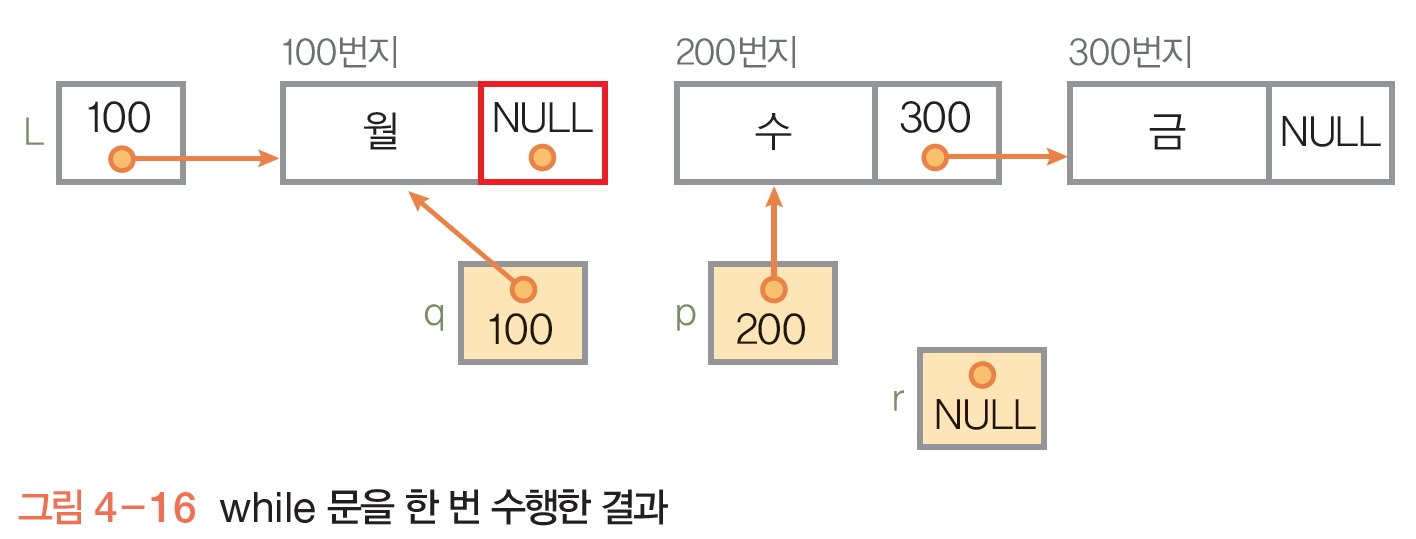 100번지 200번지 300번지
L 100 월 NULL 수 300 금 NULL
q 100 p 200
r NULL
그림 4-16 while 문을 한 번 수행한 결과